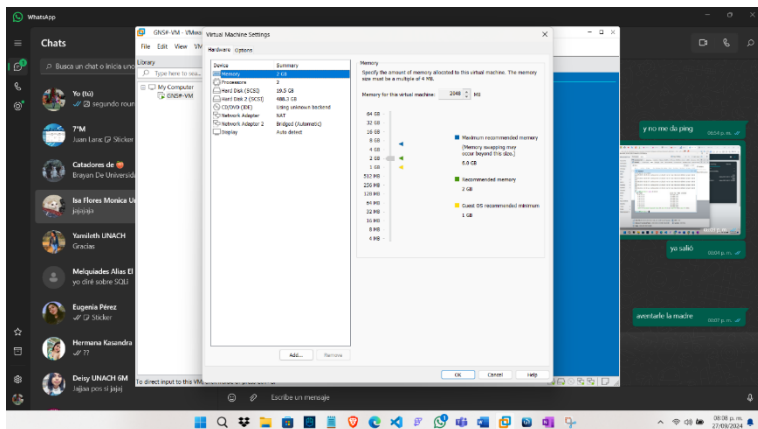 WhatsApp
Chats
Busca un chat o inicia uno
Yo (tú)
segundo roun
7°M
Juan Lara: Sticker
Catadores de
Brayan De Universid
Isa Flores Monica U
jajajaja
Yamileth UNACH
Gracias
Melquiades Alias El
yo diré sobre SQLi
Eugenia Pérez
Sticker
Hermana Kasandra
??
Deisy UNACH 6M
Jajjaa pos si jajaj
File Edit View
Library
Type here to sea...
My Computer
GNS#-VM
To direct input to this VM
Virtual Machine Settings
Hardware Options
Device Summary
Memory 2 GB
Processors 2
Hard Disk (SCSI) 19.5 GB
Hard Disk 2 (SCSI) 488.3 GB
CD/DVD (IDE) Using unknown backend
Network Adapter NAT
Network Adapter 2 Bridged (Automatic)
Display Auto detect
Add... Remove
Memory
Specify the amount of memory allocated to this virtual machine. The memory
size must be a multiple of 4 MB.
Memory for this virtual machine: 2048 MB
64 GB
32 GB
16 GB
8 GB
4 GB
2 GB
1 GB
512 MB
256 MB
128 MB
64 MB
32 MB
16 MB
8 MB
4 MB
Maximum recommended memory
(Memory swapping may
occur beyond this size.)
6.0 GB
Recommended memory
2 GB
Guest OS recommended minimum
1 GB
OK Cancel Help
y no me da ping
ya salió
aventarle la madre
Escribe un mensaje
08:08 p. m.
27/09/2024